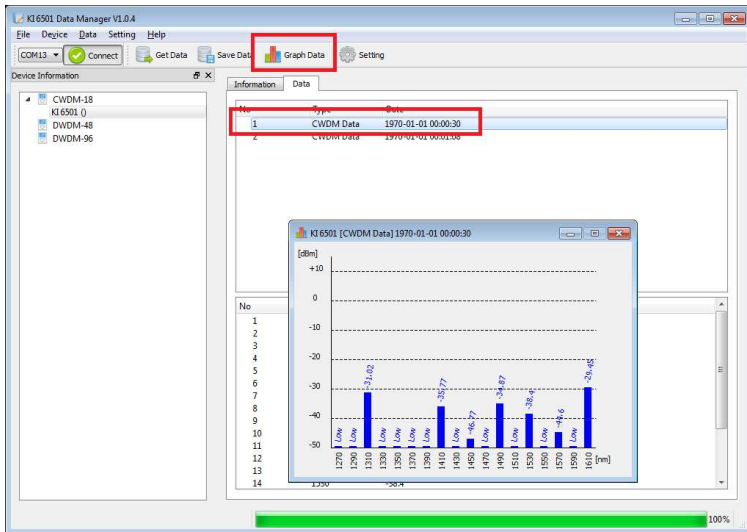 KI 6501 Data Manager V1.0.4
File Device Data Setting Help
COM13 Connect Get Data Save Data Graph Data Setting
Device Information
Information Data
CWDM-18
KI 6501 ()
DWDM-48
DWDM-96
No Type Date
1 CWDM Data 1970-01-01 00:00:30
2 CWDM Data 1970-01-01 00:01:08
KI 6501 [CWDM Data] 1970-01-01 00:00:30
[dBm]
+10
0
-10
-20
-30
-40
-50
Low Low -31.02 Low Low Low Low -35.77 Low -46.77 Low -34.87 Low -38.4 Low -44.6 Low -29.45
1270 1290 1310 1330 1350 1370 1390 1410 1430 1450 1470 1490 1510 1530 1550 1570 1590 1610 [nm]
No
1
2
3
4
5
6
7
8
9
10
11
12
13
14 1530 -38.4
100%